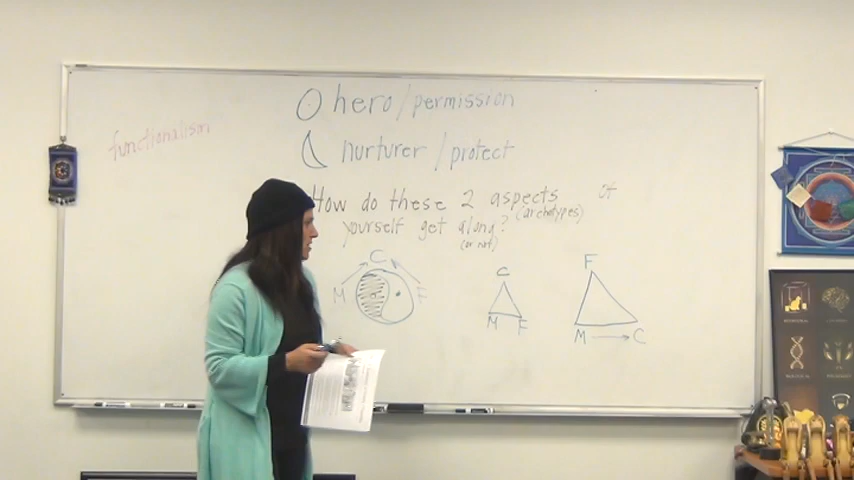 functionalism
hero/permission
nurturer/protect
How do these 2 aspects of
(archetypes)
yourself get along?
(or not)
C
M F
C
M F
F
M C